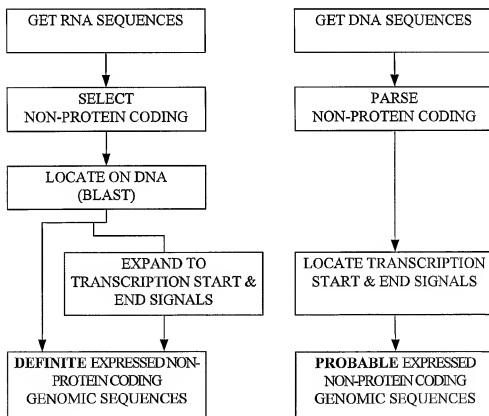 GET RNA SEQUENCES
SELECT
NON-PROTEIN CODING
LOCATE ON DNA
(BLAST)
EXPAND TO
TRANSCRIPTION START &
END SIGNALS
DEFINITE EXPRESSED NON-
PROTEIN CODING
GENOMIC SEQUENCES
GET DNA SEQUENCES
PARSE
NON-PROTEIN CODING
LOCATE TRANSCRIPTION
START & END SIGNALS
PROBABLE EXPRESSED
NON-PROTEIN CODING
GENOMIC SEQUENCES